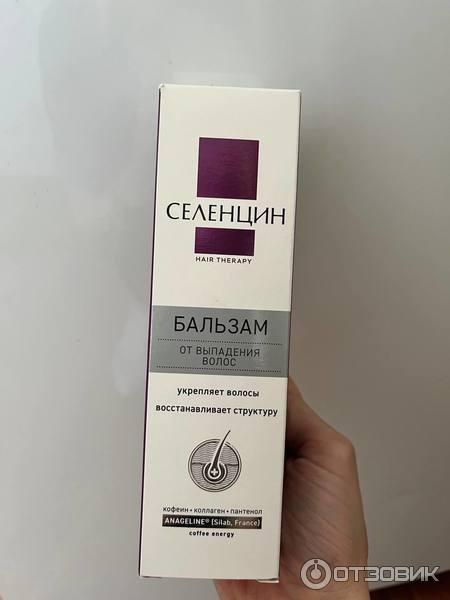 СЕЛЕНЦИН
HAIR THERAPY
БАЛЬЗАМ
ОТ ВЫПАДЕНИЯ
ВОЛОС
укрепляет волосы
восстанавливает структуру
кофеин • коллаген • пантенол
ANAGELINE® (Silab, France)
coffee energy
ОТЗОВИК